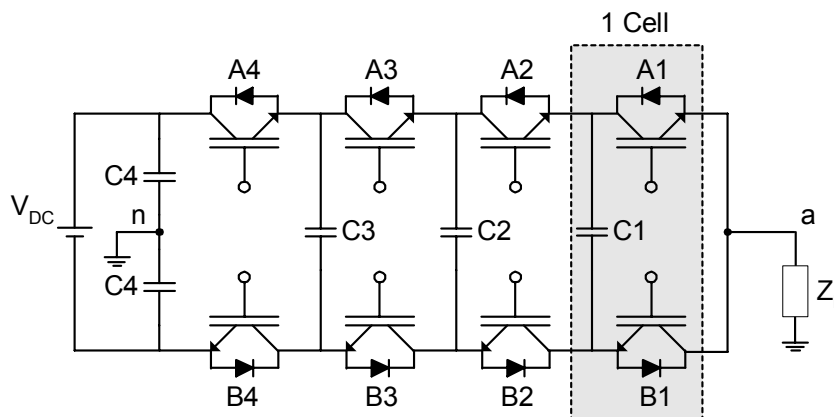 1 Cell
A4 A3 A2 A1
C4
V_DC n C3 C2 C1 a
C4 Z
B4 B3 B2 B1